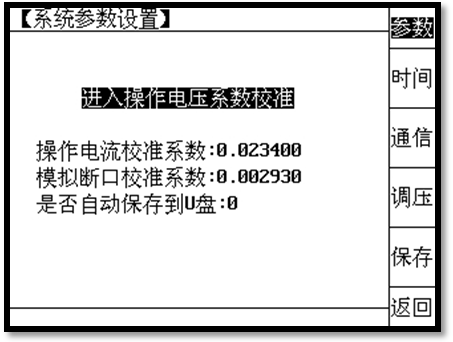 【系统参数设置】
进入操作电压系数校准
操作电流校准系数:0.023400
模拟断口校准系数:0.002930
是否自动保存到U盘:0
参数
时间
通信
调压
保存
返回